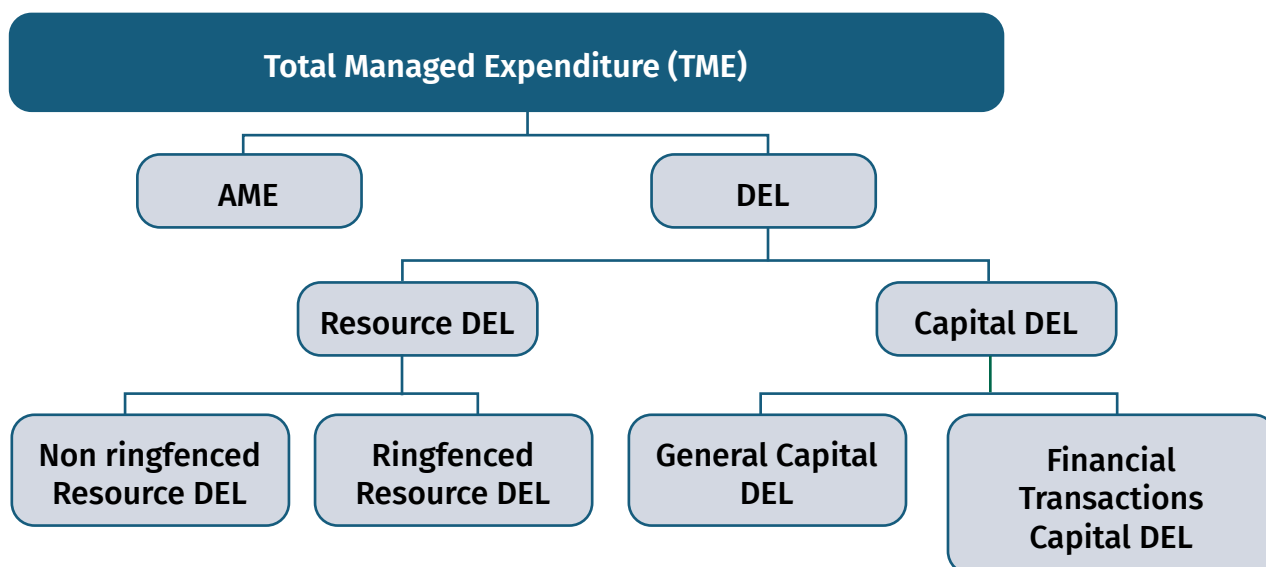 Total Managed Expenditure (TME)
AME
DEL
Resource DEL
Capital DEL
Non ringfenced
Resource DEL
Ringfenced
Resource DEL
General Capital
DEL
Financial
Transactions
Capital DEL